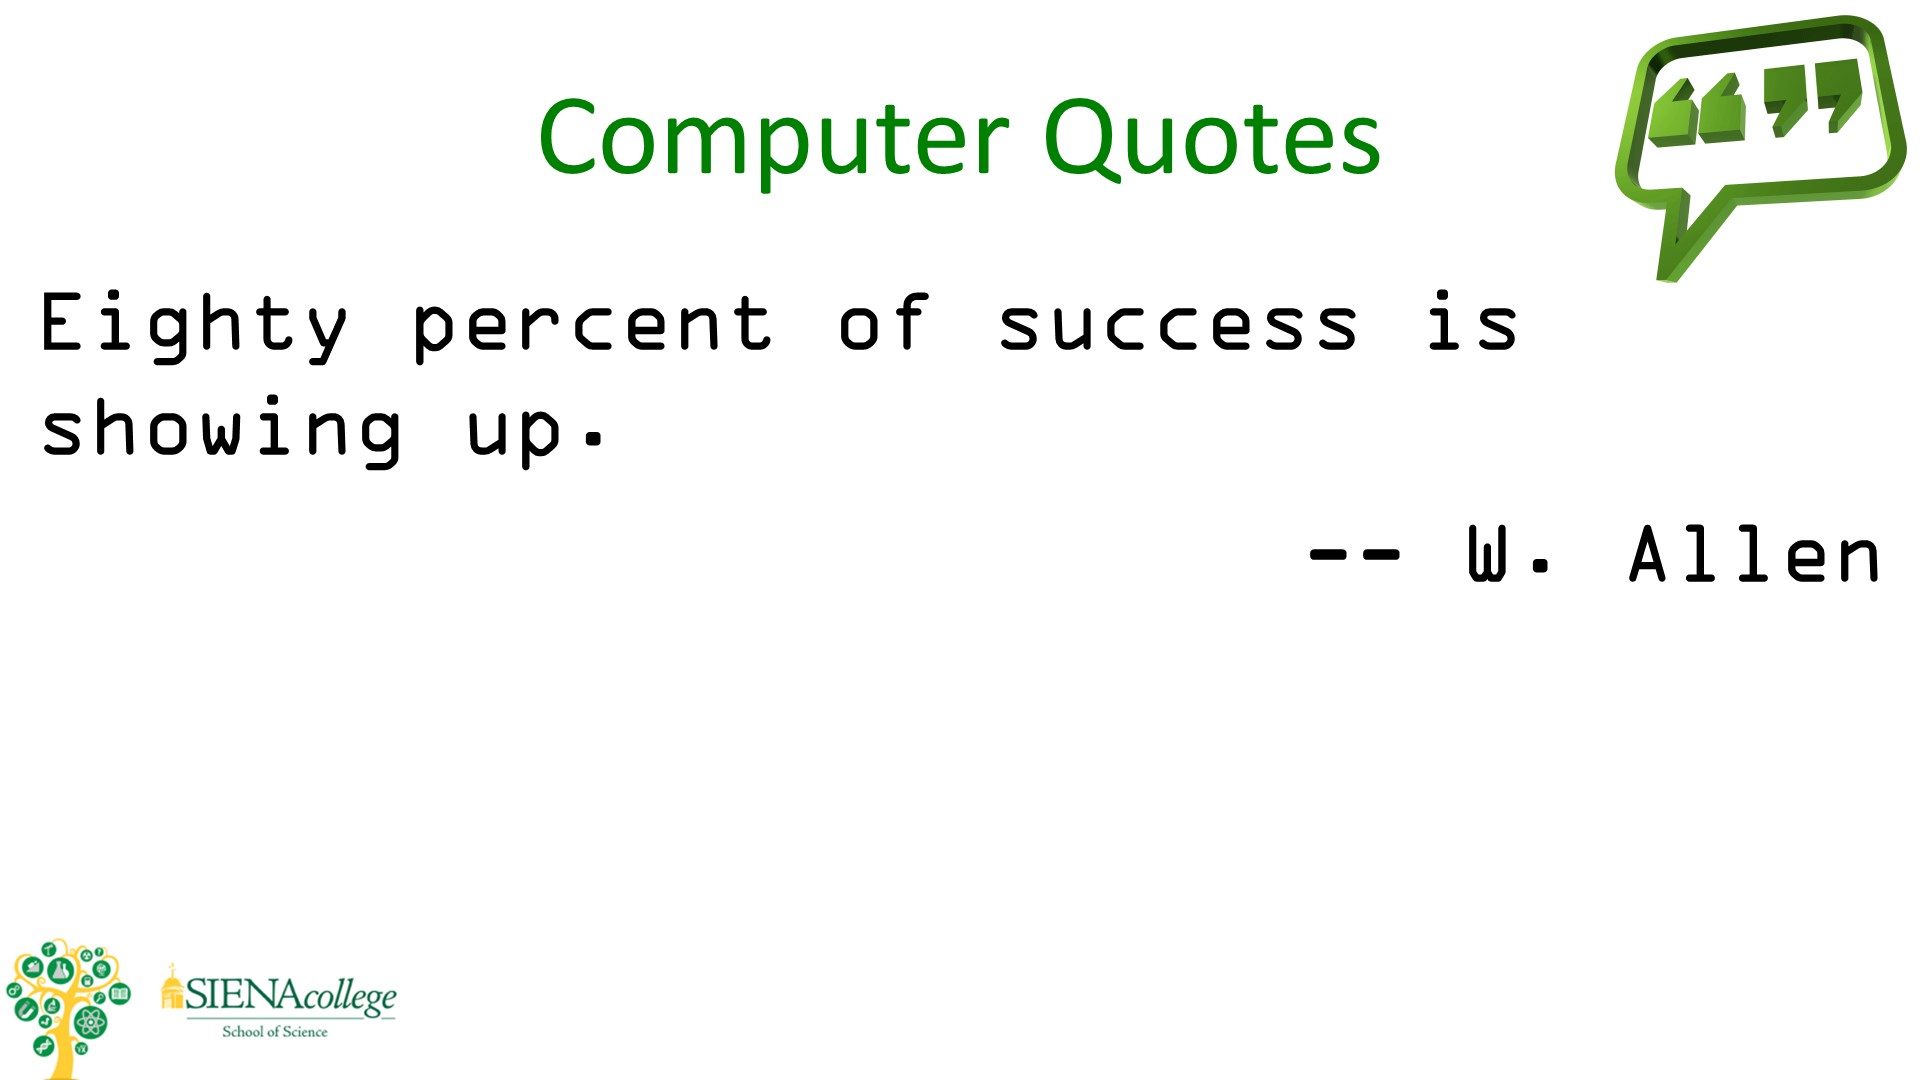 Computer Quotes
Eighty percent of success is
showing up.
-- W. Allen
SIENAcollege
School of Science